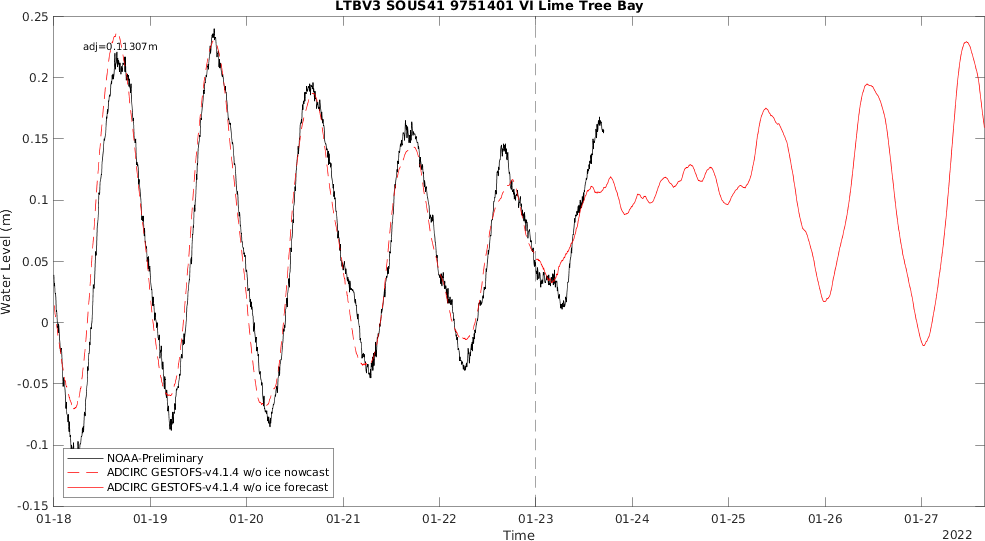 LTBV3 SOUS41 9751401 VI Lime Tree Bay
adj=0.11307m
Water Level (m)
0.25
0.2
0.15
0.1
0.05
0
-0.05
-0.1
-0.15
NOAA-Preliminary
ADCIRC GESTOFS-v4.1.4 w/o ice nowcast
ADCIRC GESTOFS-v4.1.4 w/o ice forecast
01-18 01-19 01-20 01-21 01-22 01-23 01-24 01-25 01-26 01-27
Time
2022